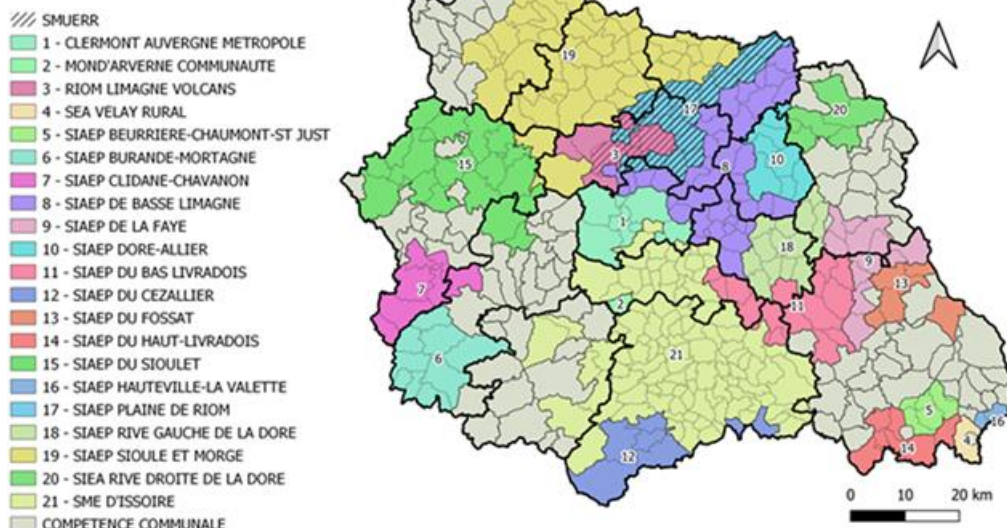 SMUERR
1 - CLERMONT AUVERGNE METROPOLE
2 - MOND'ARVERNE COMMUNAUTE
3 - RIOM LIMAGNE VOLCANS
4 - SEA VELAY RURAL
5 - SIAEP BEURRIERE-CHAUMONT-ST JUST
6 - SIAEP BURANDE-MORTAGNE
7 - SIAEP CLIDANE-CHAVANON
8 - SIAEP DE BASSE LIMAGNE
9 - SIAEP DE LA FAYE
10 - SIAEP DORE-ALLIER
11 - SIAEP DU BAS LIVRADOIS
12 - SIAEP DU CEZALLIER
13 - SIAEP DU FOSSAT
14 - SIAEP DU HAUT-LIVRADOIS
15 - SIAEP DU SIOULET
16 - SIAEP HAUTEVILLE-LA VALETTE
17 - SIAEP PLAINE DE RIOM
18 - SIAEP RIVE GAUCHE DE LA DORE
19 - SIAEP SIOULE ET MORGE
20 - SIEA RIVE DROITE DE LA DORE
21 - SME D'ISSOIRE
COMPETENCE COMMUNALE
19
17
20
3
10
15
8
1
18
7
9
13
2
11
21
6
5
16
12
14
4
0 10 20 km